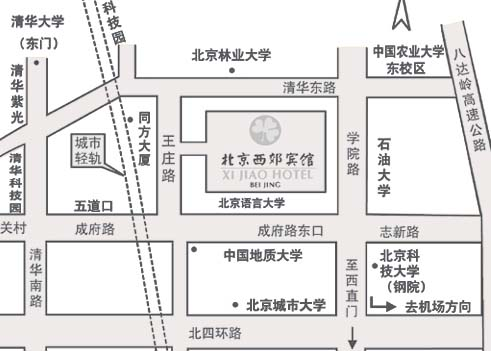 清华大学
（东门）
科技园
北京林业大学
中国农业大学
东校区
八达岭高速公路
清华紫光
清华东路
同方大厦
王庄路
城市
轻轨
北京西郊宾馆
XI JIAO HOTEL
BEI JING
学院路
石油大学
清华科技园
五道口
北京语言大学
关村
成府路
成府路东口
志新路
清华南路
中国地质大学
至西直门
北京科
技大学
（钢院）
北京城市大学
去机场方向
北四环路